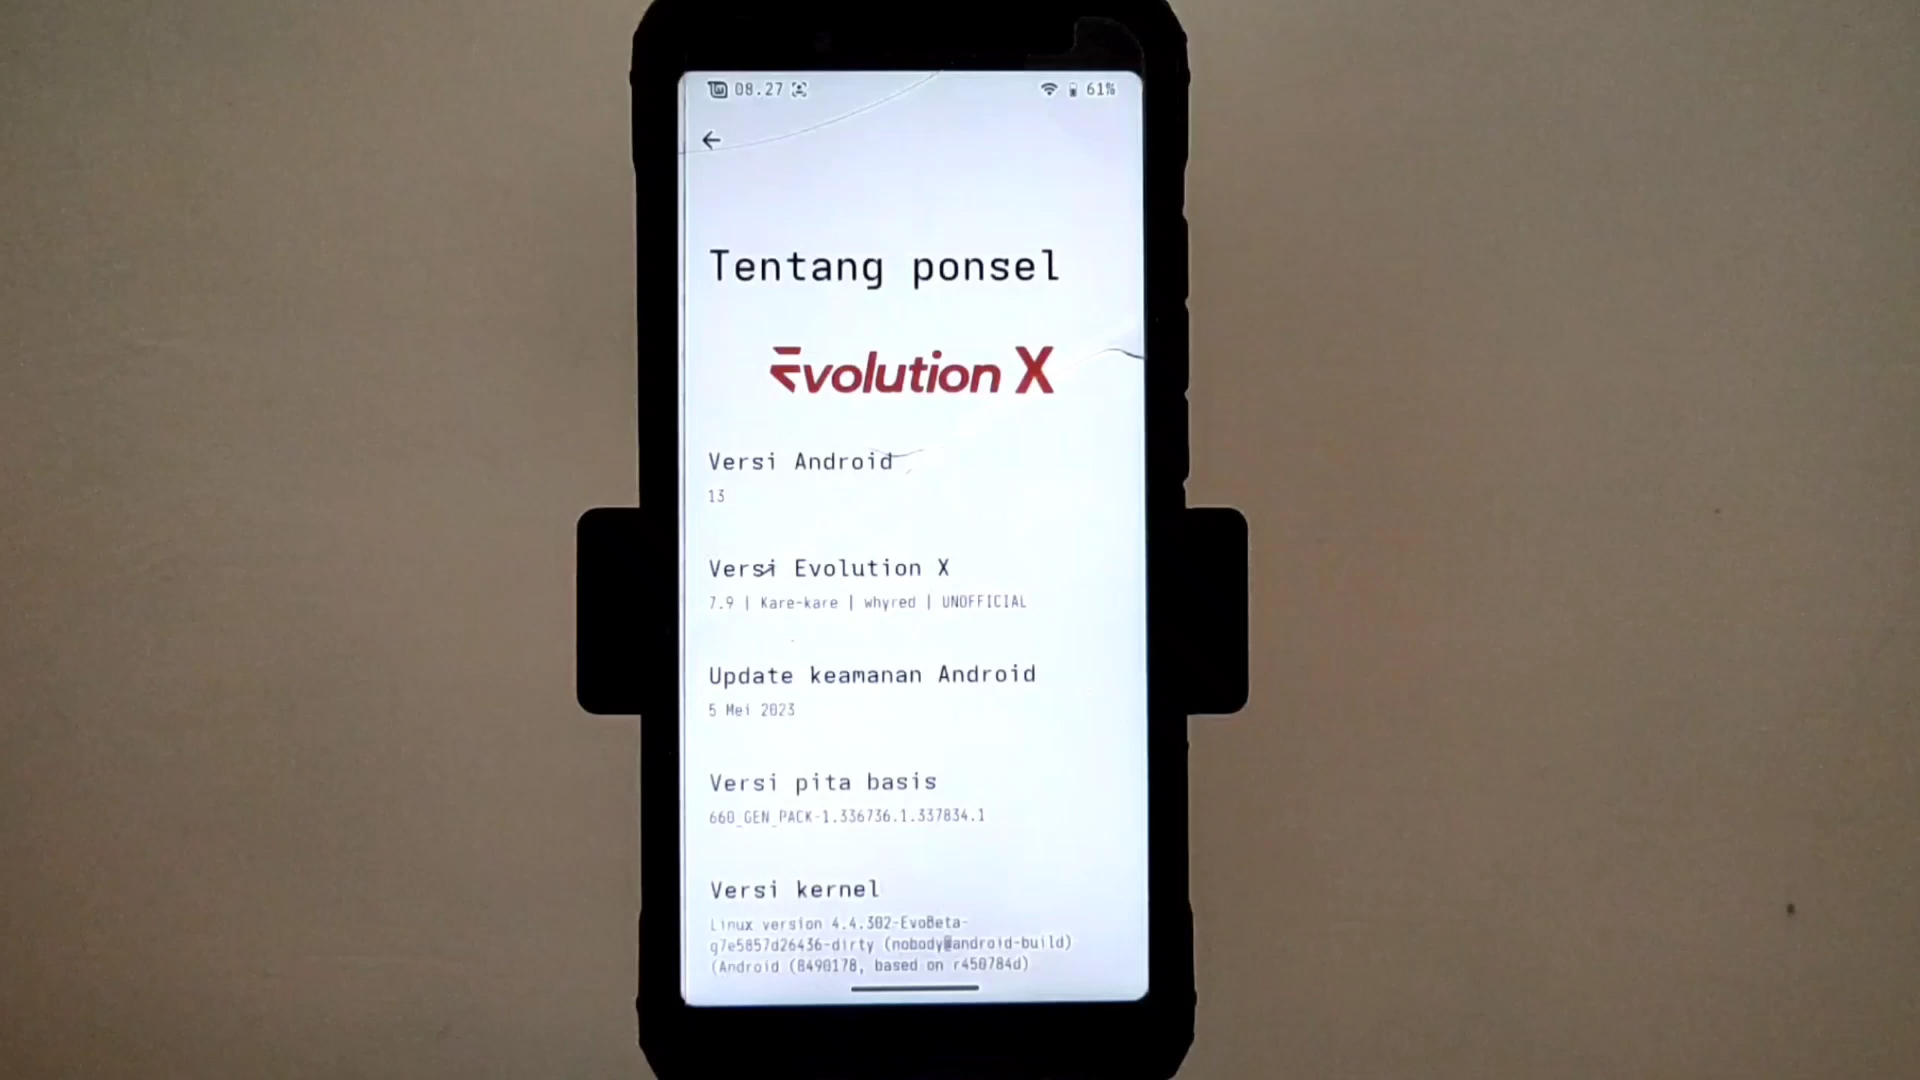 08.27
61%
Tentang ponsel
Evolution X
Versi Android
13
Versi Evolution X
7.9 | Kare-kare | whyred | UNOFFICIAL
Update keamanan Android
5 Mei 2023
Versi pita basis
660_GEN_PACK-1.336736.1.337834.1
Versi kernel
Linux version 4.4.302-EvoBeta-
g7e5857d26436-dirty (nobody@android-build)
(Android (8490178, based on r450784d)